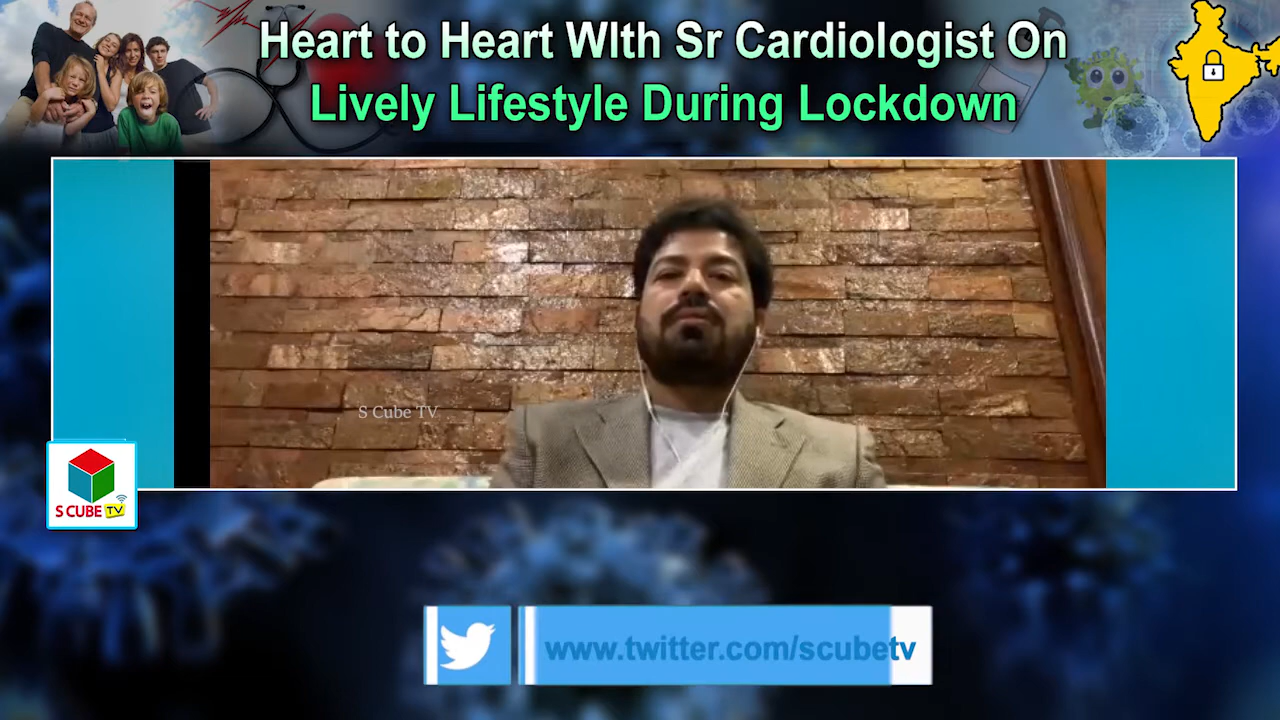 Heart to Heart WIth Sr Cardiologist On
Lively Lifestyle During Lockdown
S Cube TV
S CUBE TV
www.twitter.com/scubetv